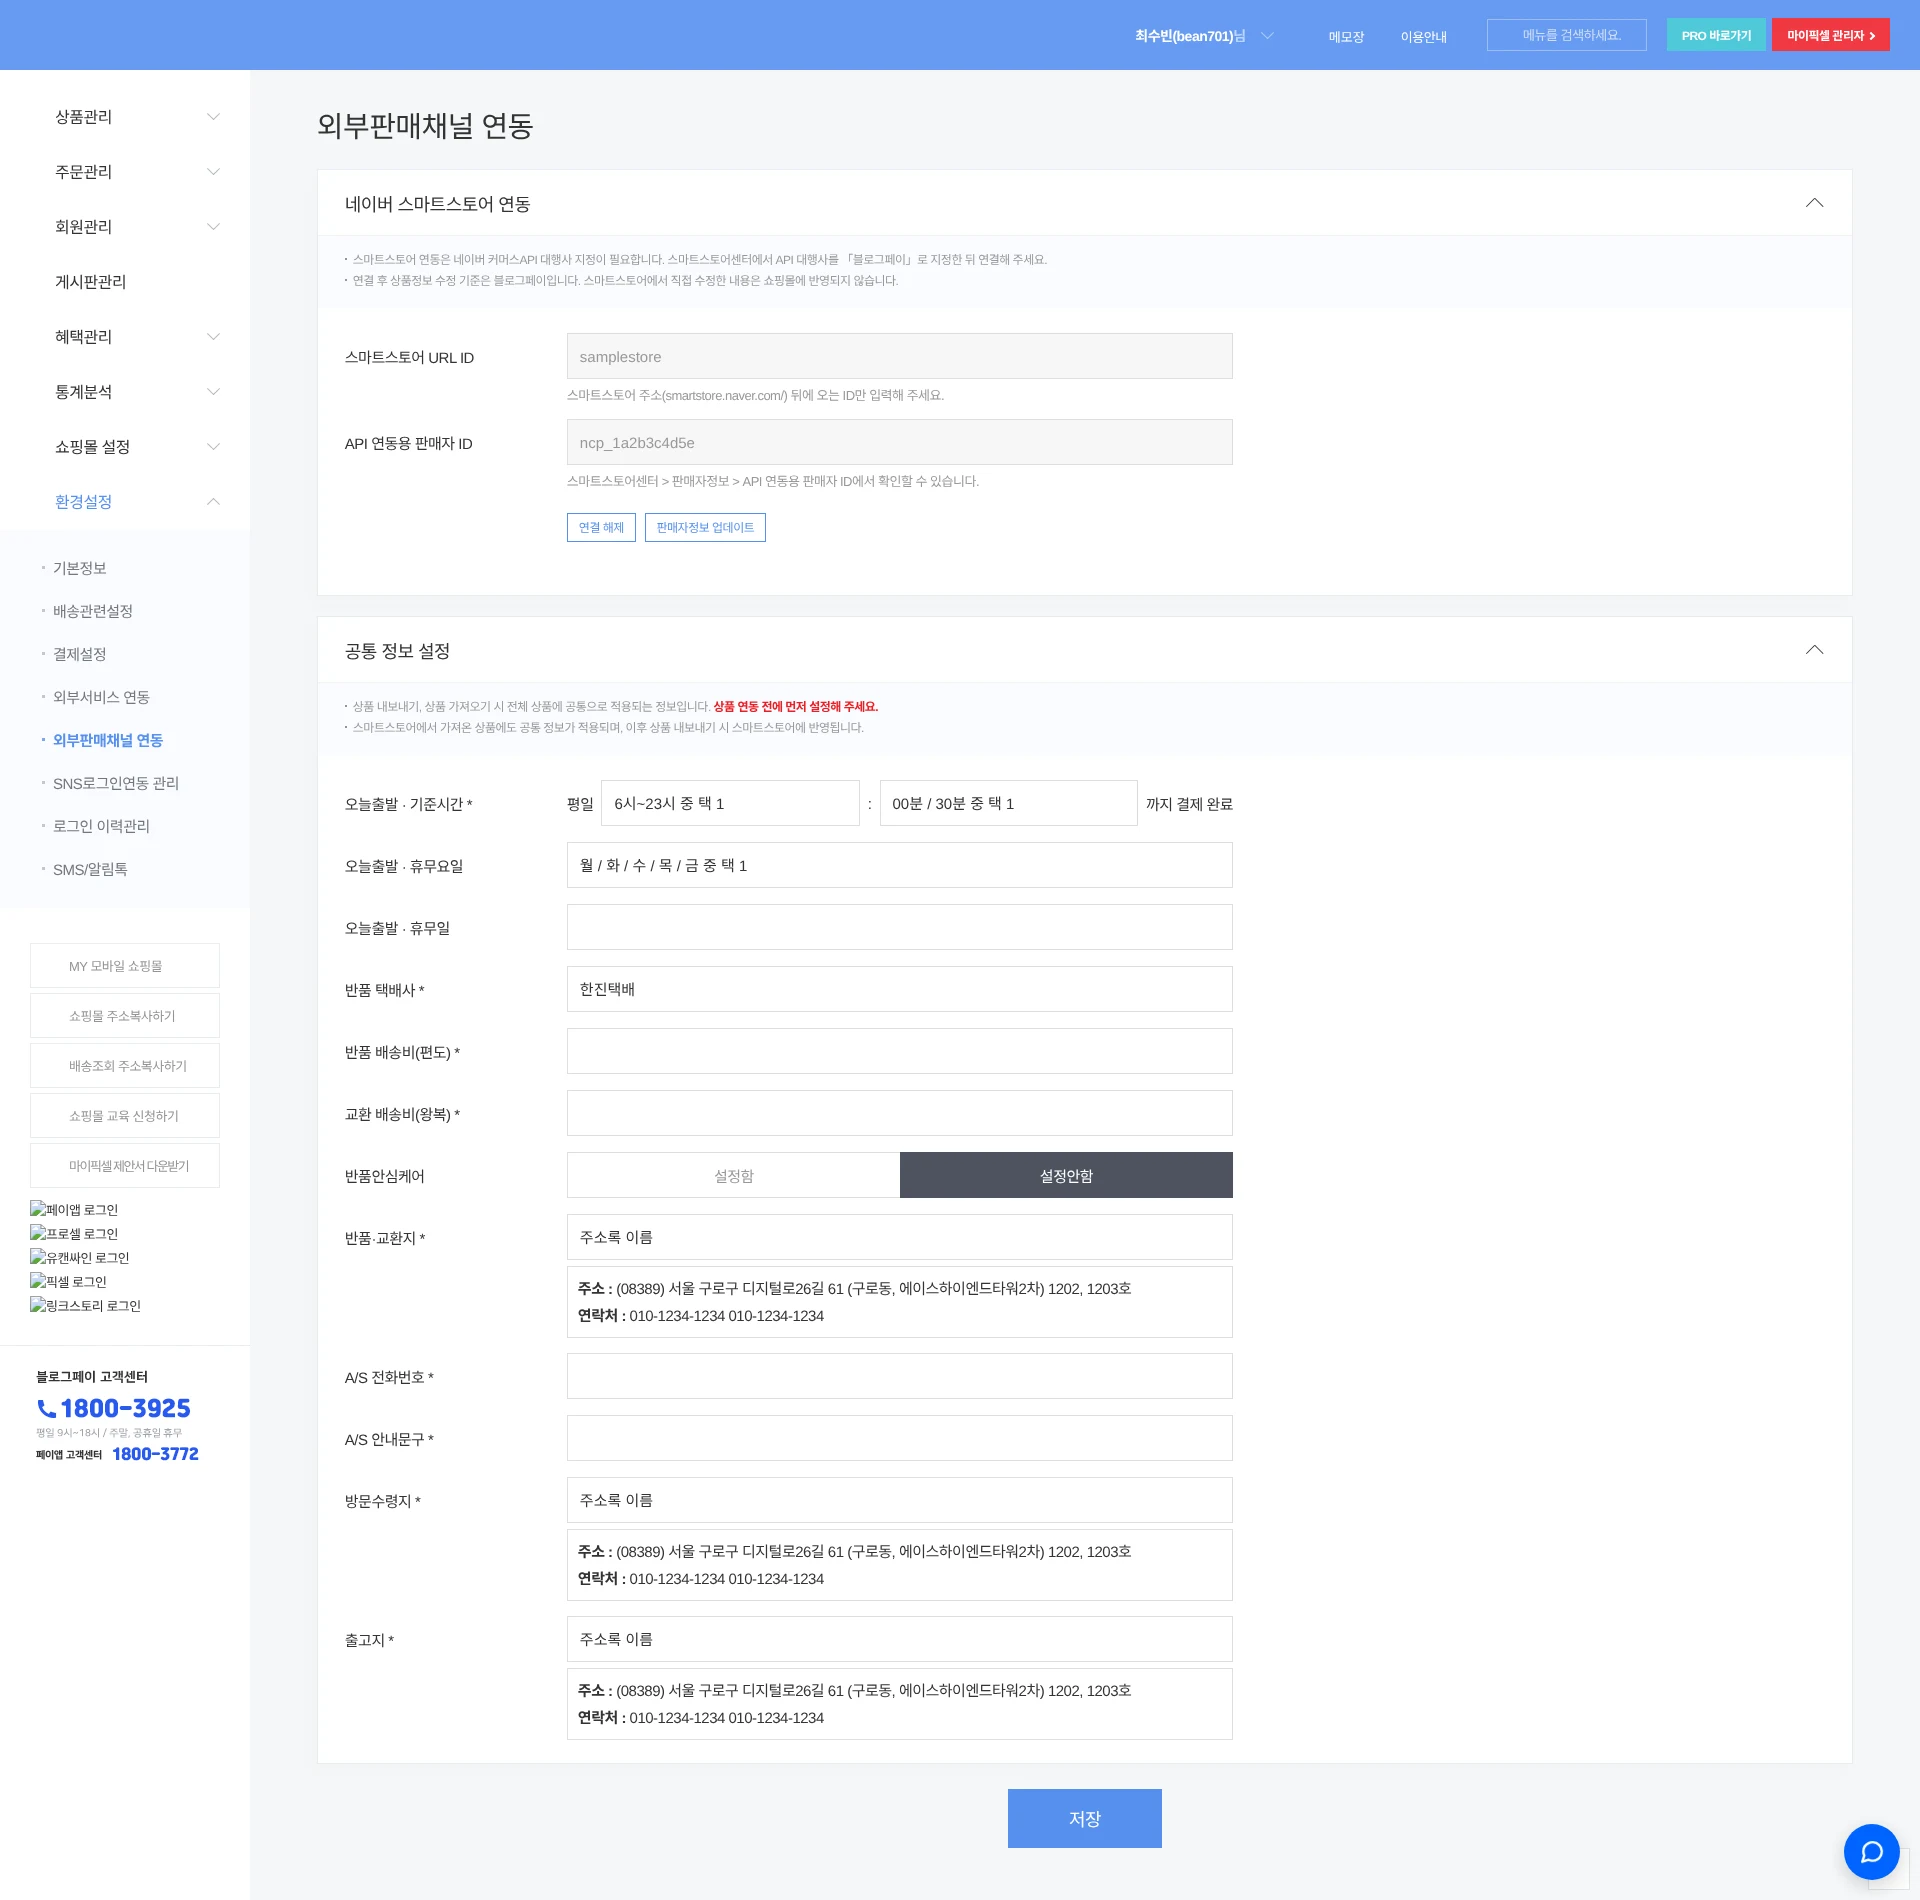 최수빈(bean701)님
메모장
이용안내
메뉴를 검색하세요.
PRO 바로가기
마이픽셀 관리자
상품관리
주문관리
회원관리
게시판관리
혜택관리
통계분석
쇼핑몰 설정
환경설정
기본정보
배송관련설정
결제설정
외부서비스 연동
외부판매채널 연동
SNS로그인연동 관리
로그인 이력관리
SMS/알림톡
MY 모바일 쇼핑몰
쇼핑몰 주소복사하기
배송조회 주소복사하기
쇼핑몰 교육 신청하기
마이픽셀 제안서 다운받기
페이앱 로그인
프로셀 로그인
유캔싸인 로그인
픽셀 로그인
링크스토리 로그인
블로그페이 고객센터
1800-3925
평일 9시~18시 / 주말, 공휴일 휴무
페이앱 고객센터 1800-3772
외부판매채널 연동
네이버 스마트스토어 연동
· 스마트스토어 연동은 네이버 커머스API 대행사 지정이 필요합니다. 스마트스토어센터에서 API 대행사를 「블로그페이」로 지정한 뒤 연결해 주세요.
· 연결 후 상품정보 수정 기준은 블로그페이입니다. 스마트스토어에서 직접 수정한 내용은 쇼핑몰에 반영되지 않습니다.
스마트스토어 URL ID
samplestore
스마트스토어 주소(smartstore.naver.com/) 뒤에 오는 ID만 입력해 주세요.
API 연동용 판매자 ID
ncp_1a2b3c4d5e
스마트스토어센터 > 판매자정보 > API 연동용 판매자 ID에서 확인할 수 있습니다.
연결 해제
판매자정보 업데이트
공통 정보 설정
· 상품 내보내기, 상품 가져오기 시 전체 상품에 공통으로 적용되는 정보입니다. 상품 연동 전에 먼저 설정해 주세요.
· 스마트스토어에서 가져온 상품에도 공통 정보가 적용되며, 이후 상품 내보내기 시 스마트스토어에 반영됩니다.
오늘출발 · 기준시간 *
평일 6시~23시 중 택 1 : 00분 / 30분 중 택 1 까지 결제 완료
오늘출발 · 휴무요일
월 / 화 / 수 / 목 / 금 중 택 1
오늘출발 · 휴무일
반품 택배사 *
한진택배
반품 배송비(편도) *
교환 배송비(왕복) *
반품안심케어
설정함
설정안함
반품·교환지 *
주소록 이름
주소 : (08389) 서울 구로구 디지털로26길 61 (구로동, 에이스하이엔드타워2차) 1202, 1203호
연락처 : 010-1234-1234 010-1234-1234
A/S 전화번호 *
A/S 안내문구 *
방문수령지 *
주소록 이름
주소 : (08389) 서울 구로구 디지털로26길 61 (구로동, 에이스하이엔드타워2차) 1202, 1203호
연락처 : 010-1234-1234 010-1234-1234
출고지 *
주소록 이름
주소 : (08389) 서울 구로구 디지털로26길 61 (구로동, 에이스하이엔드타워2차) 1202, 1203호
연락처 : 010-1234-1234 010-1234-1234
저장